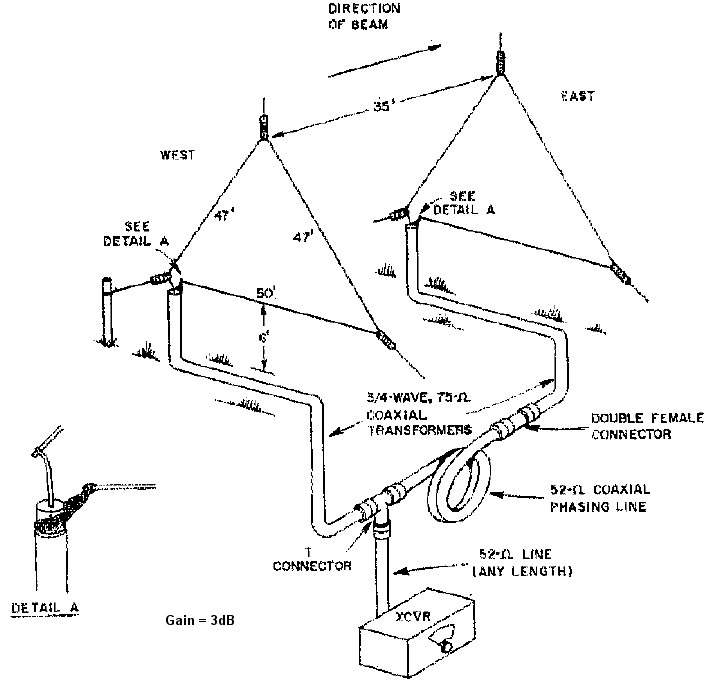 DIRECTION
OF BEAM
35'
EAST
WEST
SEE
DETAIL A
47'
47'
SEE
DETAIL A
50'
6'
3/4-WAVE, 75-Ω
COAXIAL
TRANSFORMERS
DOUBLE FEMALE
CONNECTOR
52-Ω COAXIAL
PHASING LINE
T
CONNECTOR
52-Ω LINE
(ANY LENGTH)
XCVR
DETAIL A
Gain = 3dB